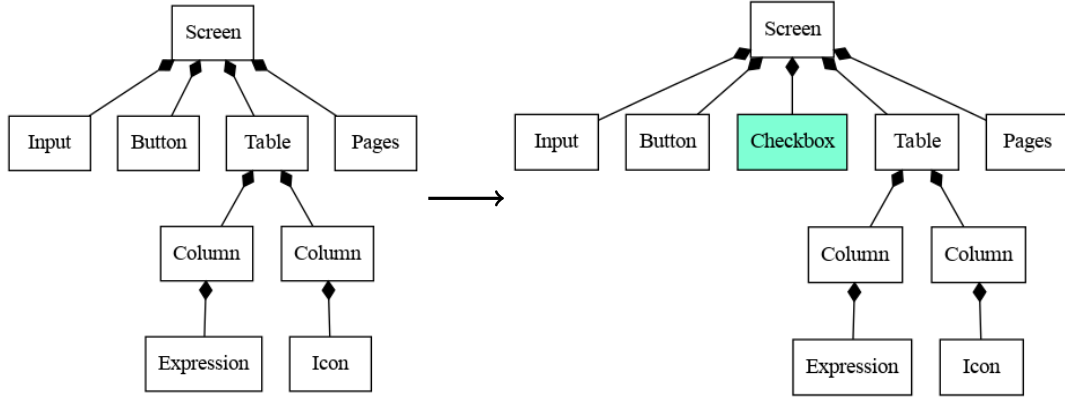 Screen
Input
Button
Table
Pages
Column
Column
Expression
Icon
Screen
Input
Button
Checkbox
Table
Pages
Column
Column
Expression
Icon